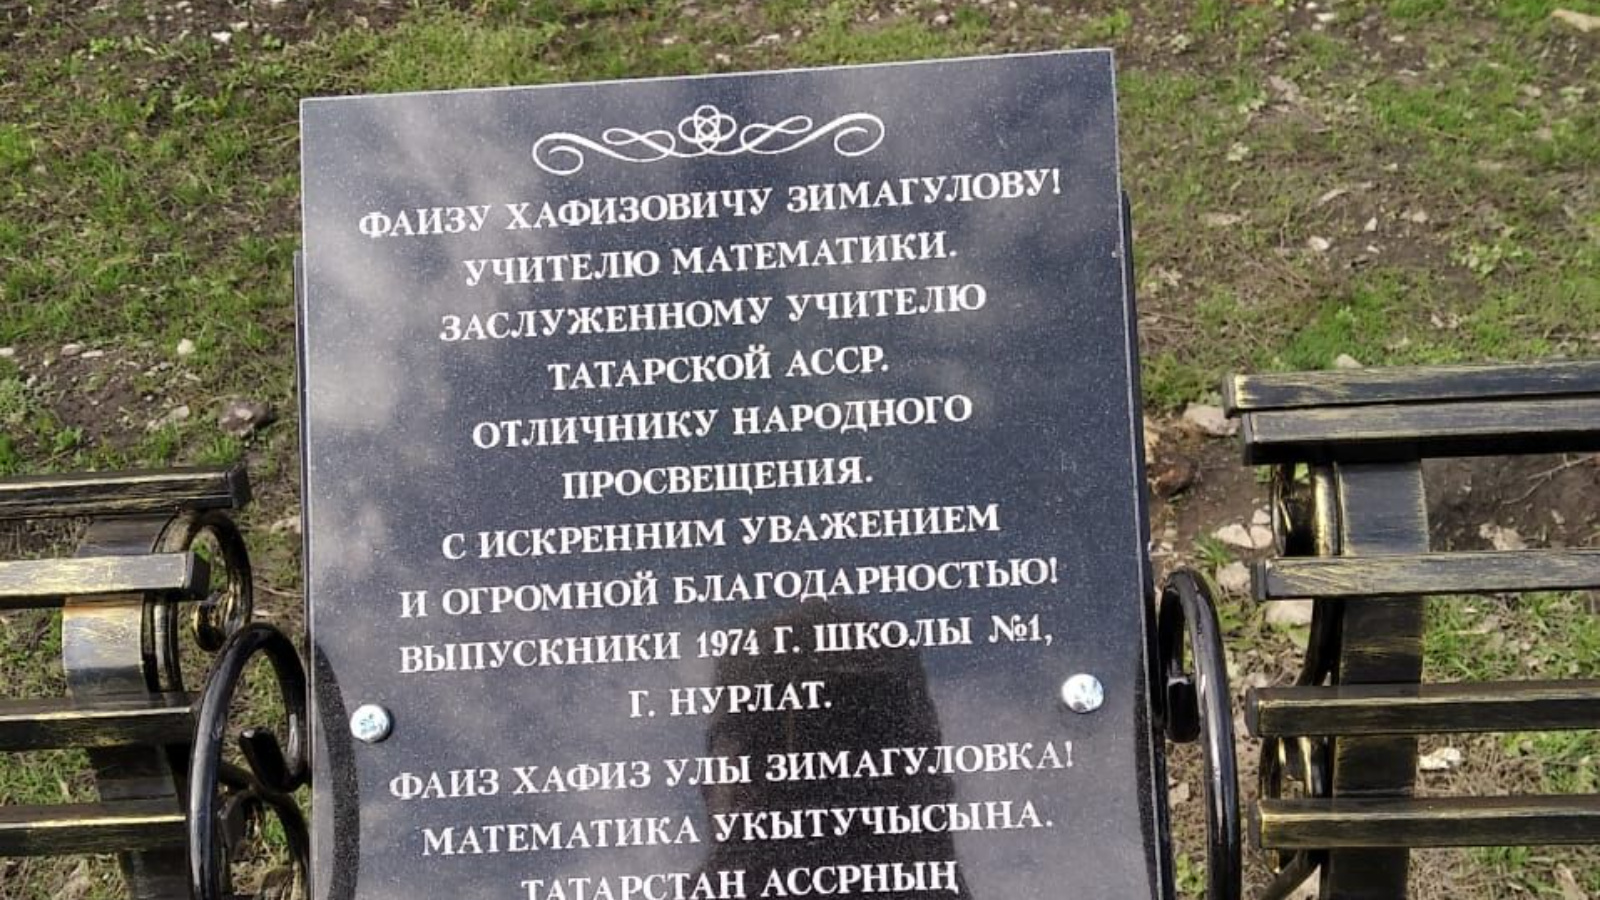 ФАИЗУ ХАФИЗОВИЧУ ЗИМАГУЛОВУ!
УЧИТЕЛЮ МАТЕМАТИКИ.
ЗАСЛУЖЕННОМУ УЧИТЕЛЮ
ТАТАРСКОЙ АССР.
ОТЛИЧНИКУ НАРОДНОГО
ПРОСВЕЩЕНИЯ.
С ИСКРЕННИМ УВАЖЕНИЕМ
И ОГРОМНОЙ БЛАГОДАРНОСТЬЮ!
ВЫПУСКНИКИ 1974 Г. ШКОЛЫ №1,
Г. НУРЛАТ.
ФАИЗ ХАФИЗ УЛЫ ЗИМАГУЛОВКА!
МАТЕМАТИКА УКЫТУЧЫСЫНА.
ТАТАРСТАН АССРНЫҢ